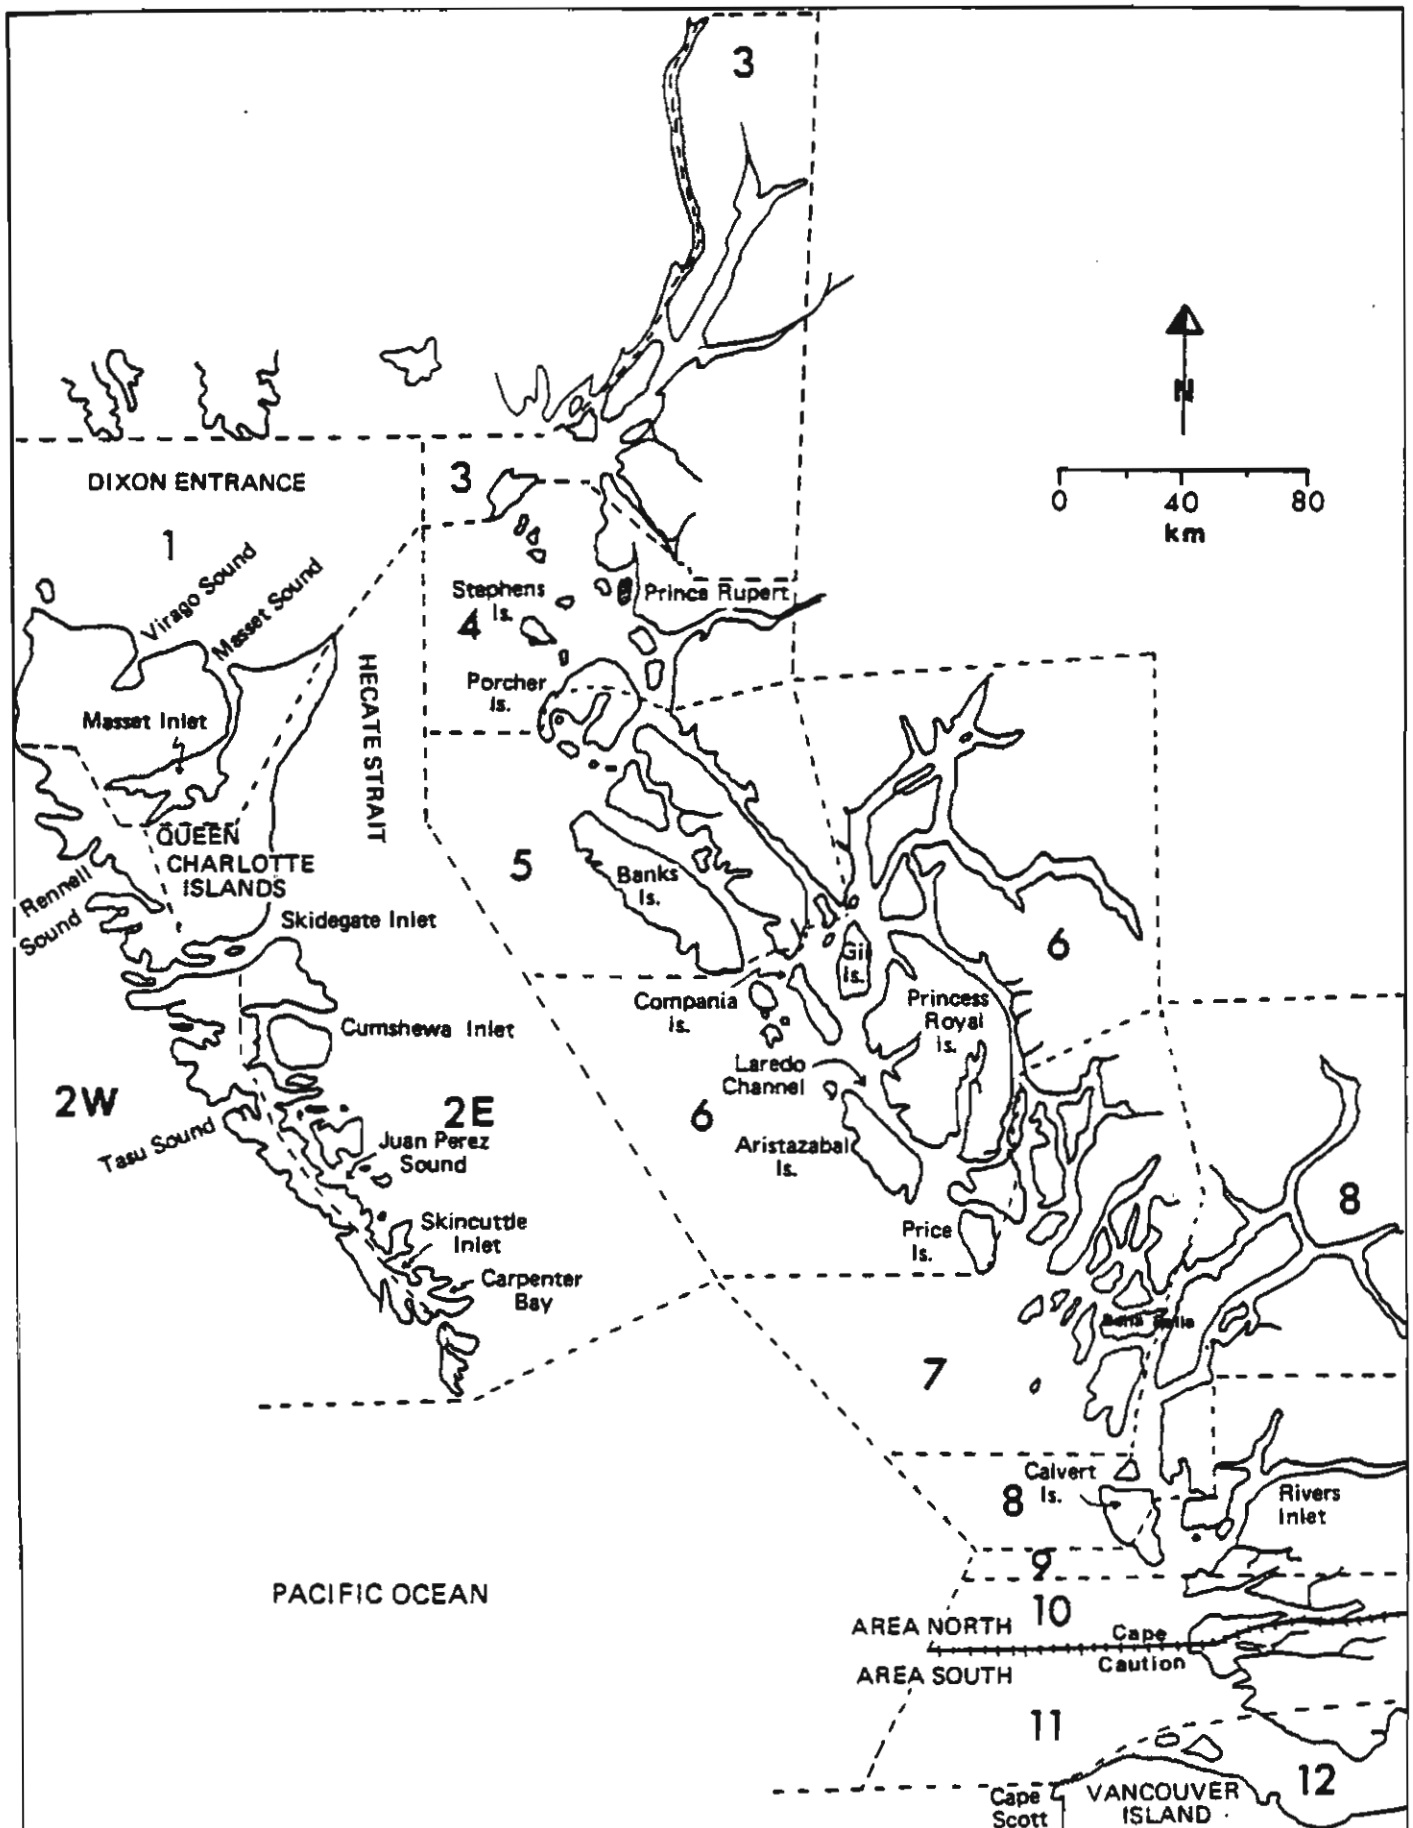 3
N
0 40 80
km
DIXON ENTRANCE
3
1
Virago Sound
Masset Sound
Stephens
Is.
4
Princa Rupert
HECATE STRAIT
Porcher
Is.
Masset Inlet
QUEEN
CHARLOTTE
ISLANDS
Rennell
Sound
Skidegate Inlet
5
Banks
Is.
Gil
Is.
6
Compania
Is.
Princess
Royal
Is.
Cumshewa Inlet
Laredo
Channel
2W
2E
6
Tasu Sound
Juan Perez
Sound
Aristazabal
Is.
Skincuttle
Inlet
Price
Is.
8
Carpenter
Bay
Bella Bella
7
Calvert
Is.
8
Rivers
Inlet
9
PACIFIC OCEAN
10
AREA NORTH
Cape
Caution
AREA SOUTH
11
12
Cape
Scott
VANCOUVER
ISLAND